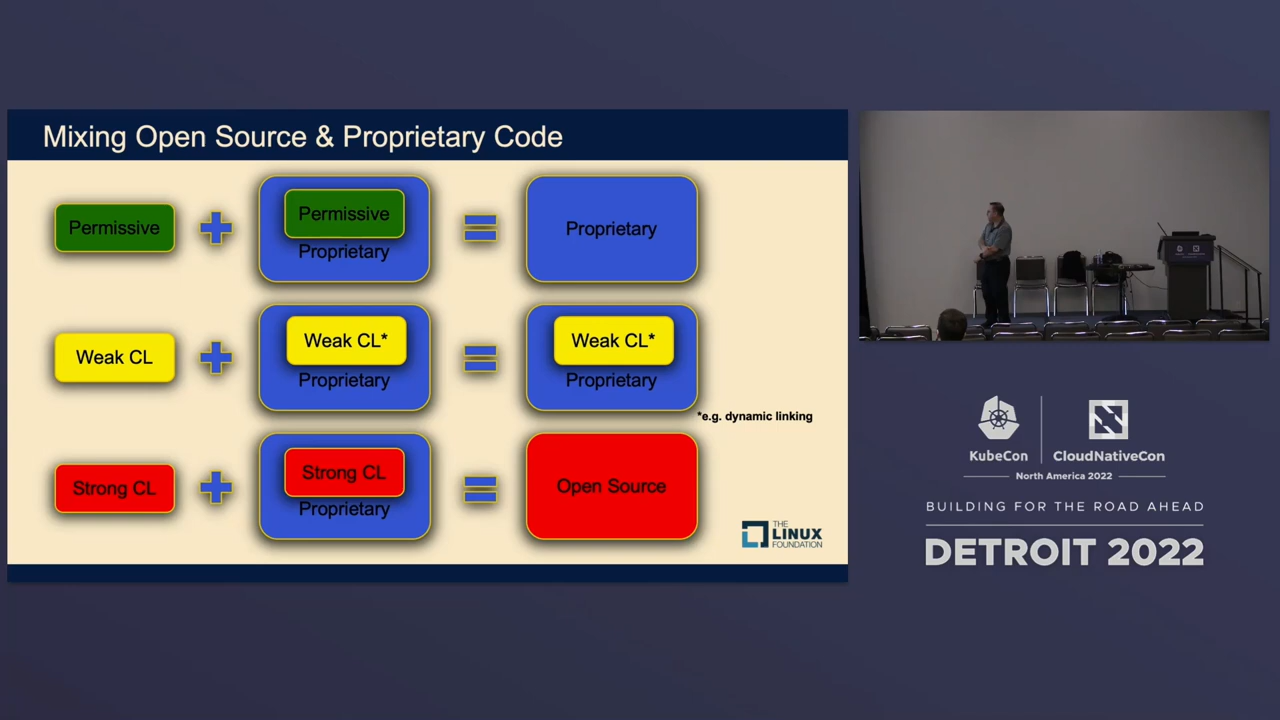 Mixing Open Source & Proprietary Code
Permissive
Permissive
Proprietary
Proprietary
Weak CL
Weak CL*
Proprietary
Weak CL*
Proprietary
*e.g. dynamic linking
Strong CL
Strong CL
Proprietary
Open Source
THE
LINUX
FOUNDATION
KubeCon
CloudNativeCon
North America 2022
BUILDING FOR THE ROAD AHEAD
DETROIT 2022